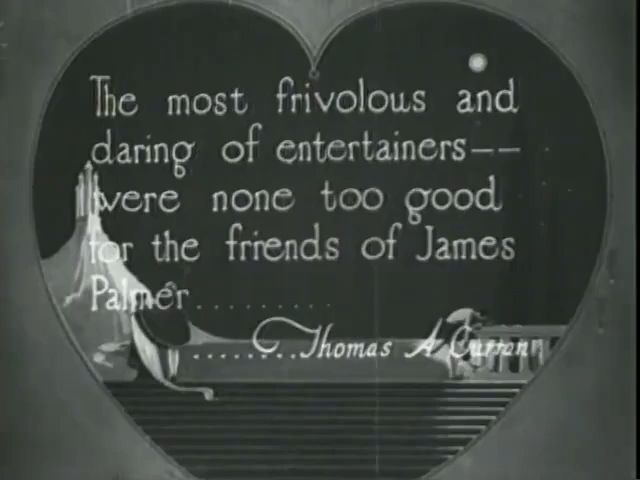 The most frivolous and
daring of entertainers--
were none too good
for the friends of James
Palmer..........
........Thomas A Curran